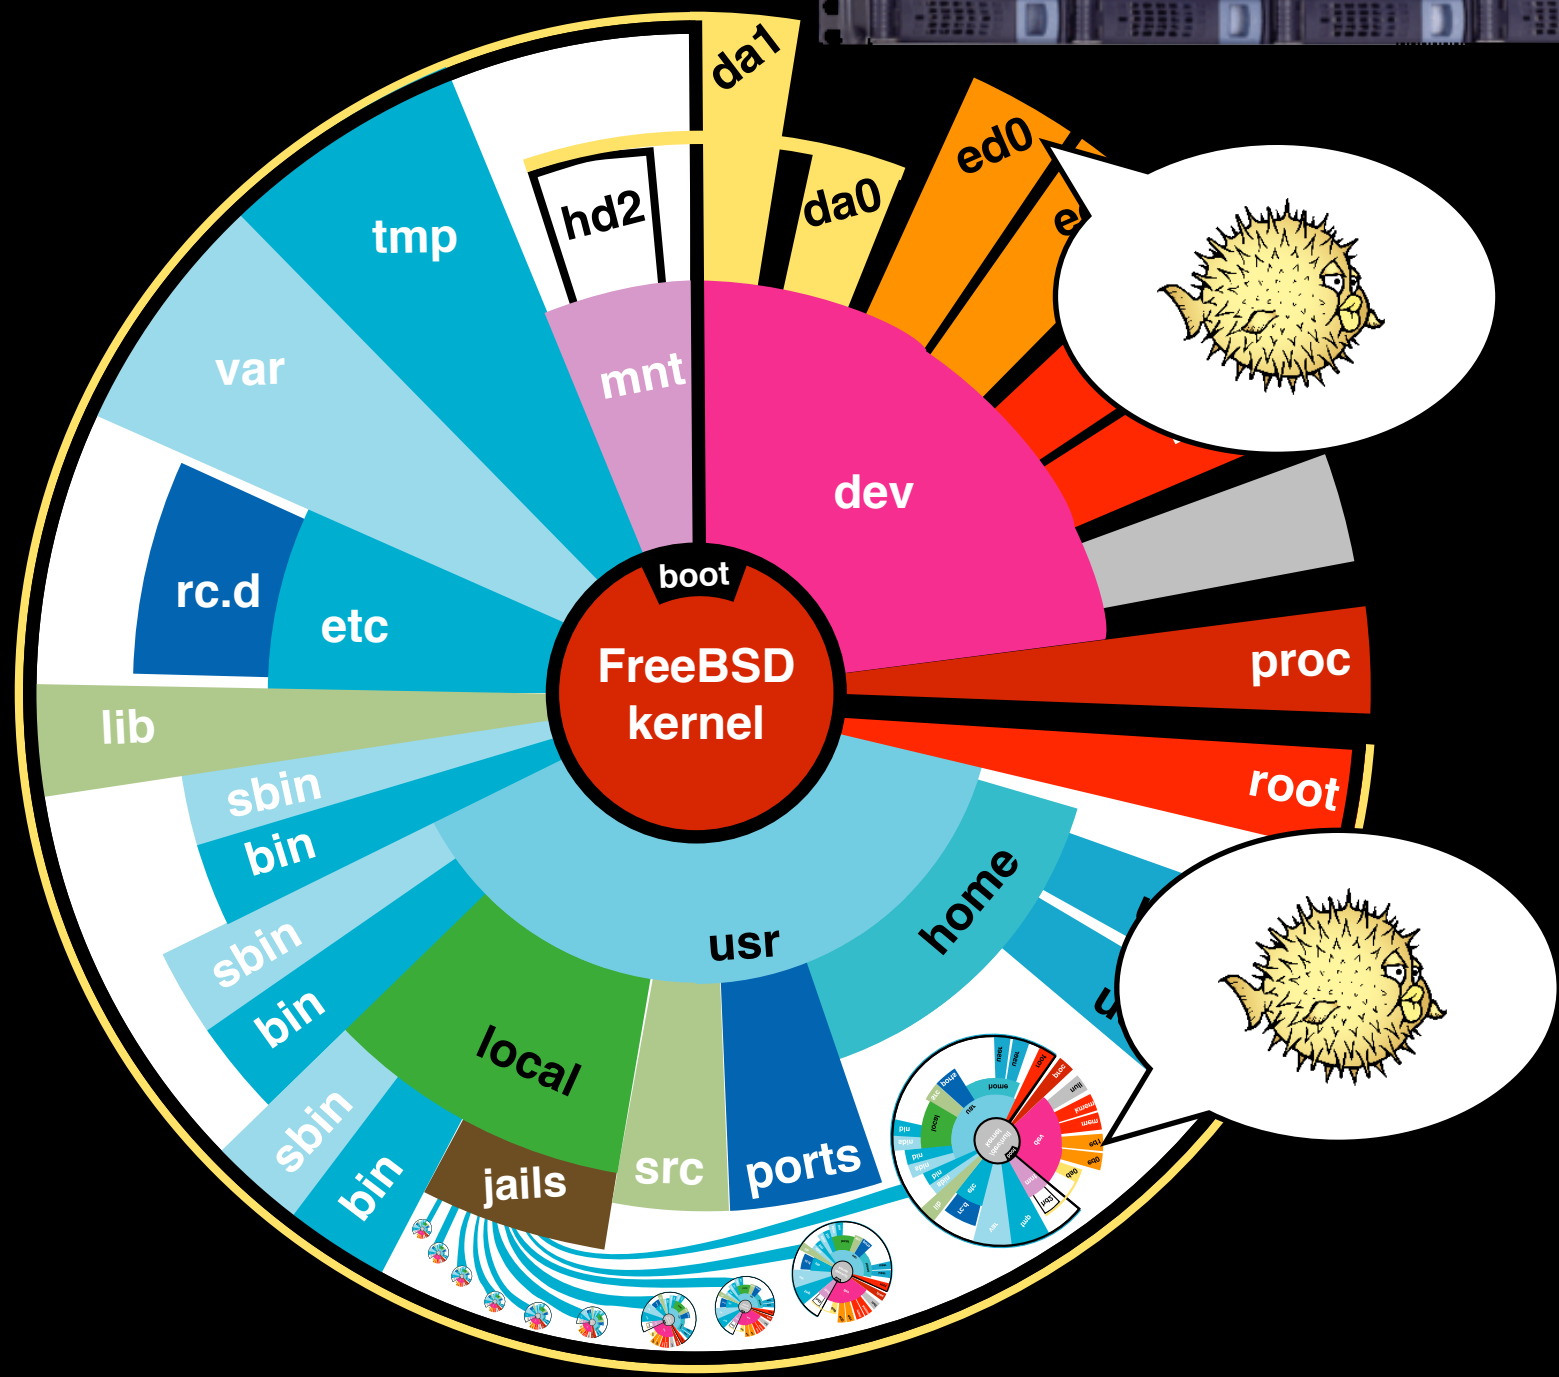 da1
hd2
da0
ed0
tmp
mnt
var
dev
rc.d
etc
boot
FreeBSD
kernel
proc
lib
root
sbin
bin
home
usr
sbin
bin
local
sbin
bin
jails
src
ports